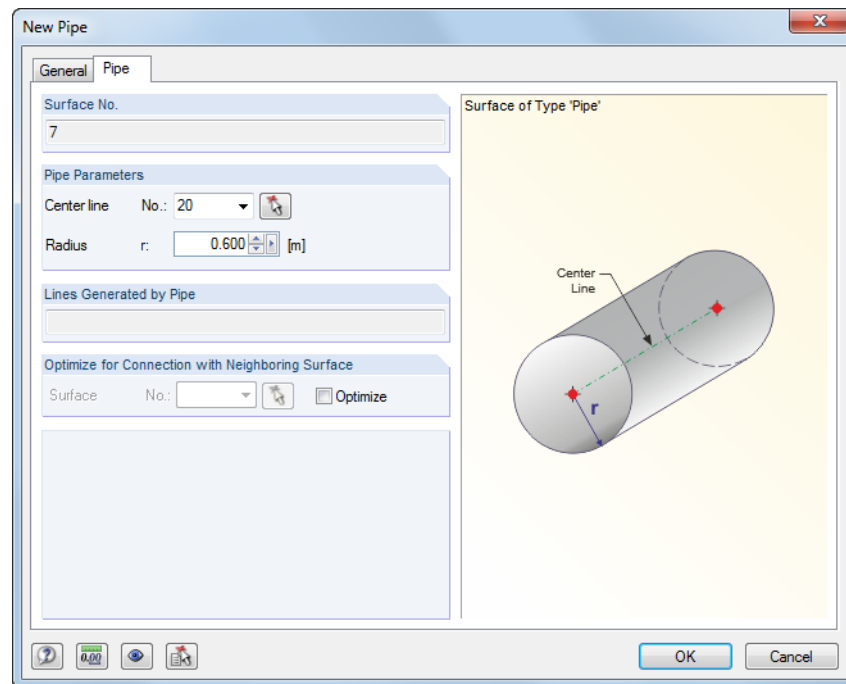 New Pipe
General Pipe
Surface No.
7
Pipe Parameters
Center line No.: 20
Radius r: 0.600 [m]
Lines Generated by Pipe
Optimize for Connection with Neighboring Surface
Surface No.: Optimize
Surface of Type 'Pipe'
Center
Line
r
0.00
OK Cancel